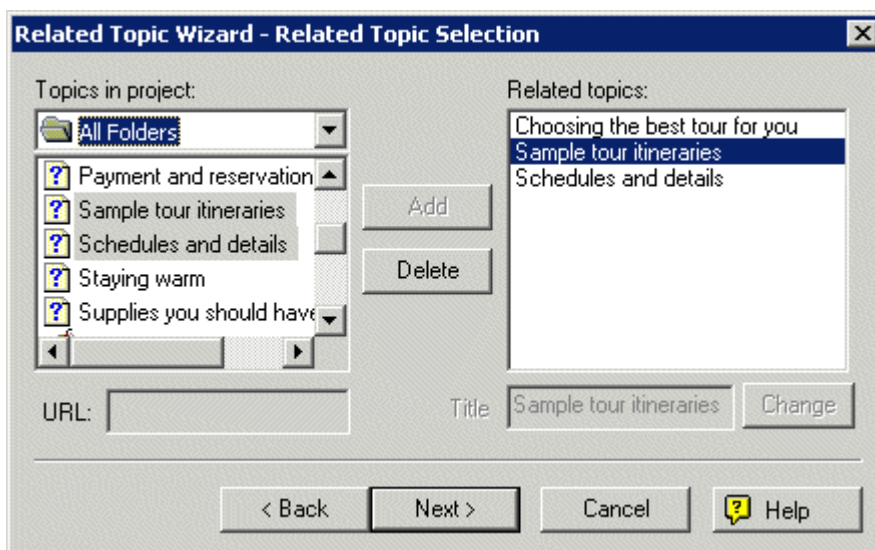 Related Topic Wizard - Related Topic Selection
Topics in project:
All Folders
Payment and reservation
Sample tour itineraries
Schedules and details
Staying warm
Supplies you should have
Add
Delete
Related topics:
Choosing the best tour for you
Sample tour itineraries
Schedules and details
URL:
Title
Sample tour itineraries
Change
< Back
Next >
Cancel
Help